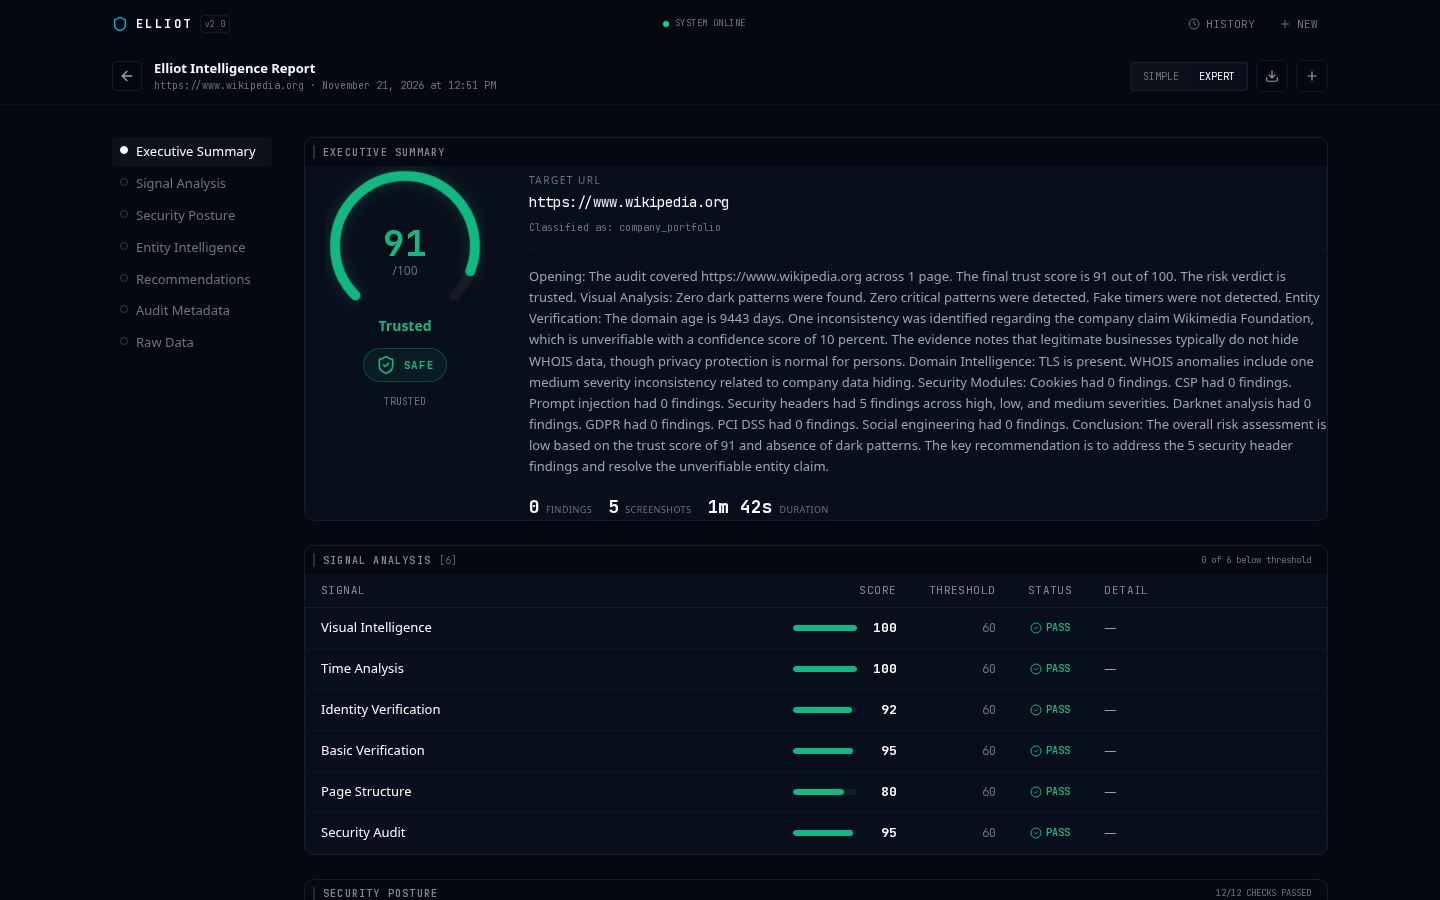 ELLIOT v2.0
SYSTEM ONLINE
HISTORY
NEW
Elliot Intelligence Report
https://www.wikipedia.org · November 21, 2026 at 12:51 PM
SIMPLE
EXPERT
Executive Summary
Signal Analysis
Security Posture
Entity Intelligence
Recommendations
Audit Metadata
Raw Data
EXECUTIVE SUMMARY
91
/100
Trusted
SAFE
TRUSTED
TARGET URL
https://www.wikipedia.org
Classified as: company_portfolio
Opening: The audit covered https://www.wikipedia.org across 1 page. The final trust score is 91 out of 100. The risk verdict is
trusted. Visual Analysis: Zero dark patterns were found. Zero critical patterns were detected. Fake timers were not detected. Entity
Verification: The domain age is 9443 days. One inconsistency was identified regarding the company claim Wikimedia Foundation,
which is unverifiable with a confidence score of 10 percent. The evidence notes that legitimate businesses typically do not hide
WHOIS data, though privacy protection is normal for persons. Domain Intelligence: TLS is present. WHOIS anomalies include one
medium severity inconsistency related to company data hiding. Security Modules: Cookies had 0 findings. CSP had 0 findings.
Prompt injection had 0 findings. Security headers had 5 findings across high, low, and medium severities. Darknet analysis had 0
findings. GDPR had 0 findings. PCI DSS had 0 findings. Social engineering had 0 findings. Conclusion: The overall risk assessment is
low based on the trust score of 91 and absence of dark patterns. The key recommendation is to address the 5 security header
findings and resolve the unverifiable entity claim.
0 FINDINGS 5 SCREENSHOTS 1m 42s DURATION
SIGNAL ANALYSIS [6]
0 of 6 below threshold
SIGNAL SCORE THRESHOLD STATUS DETAIL
Visual Intelligence 100 60 PASS —
Time Analysis 100 60 PASS —
Identity Verification 92 60 PASS —
Basic Verification 95 60 PASS —
Page Structure 80 60 PASS —
Security Audit 95 60 PASS —
SECURITY POSTURE
12/12 CHECKS PASSED